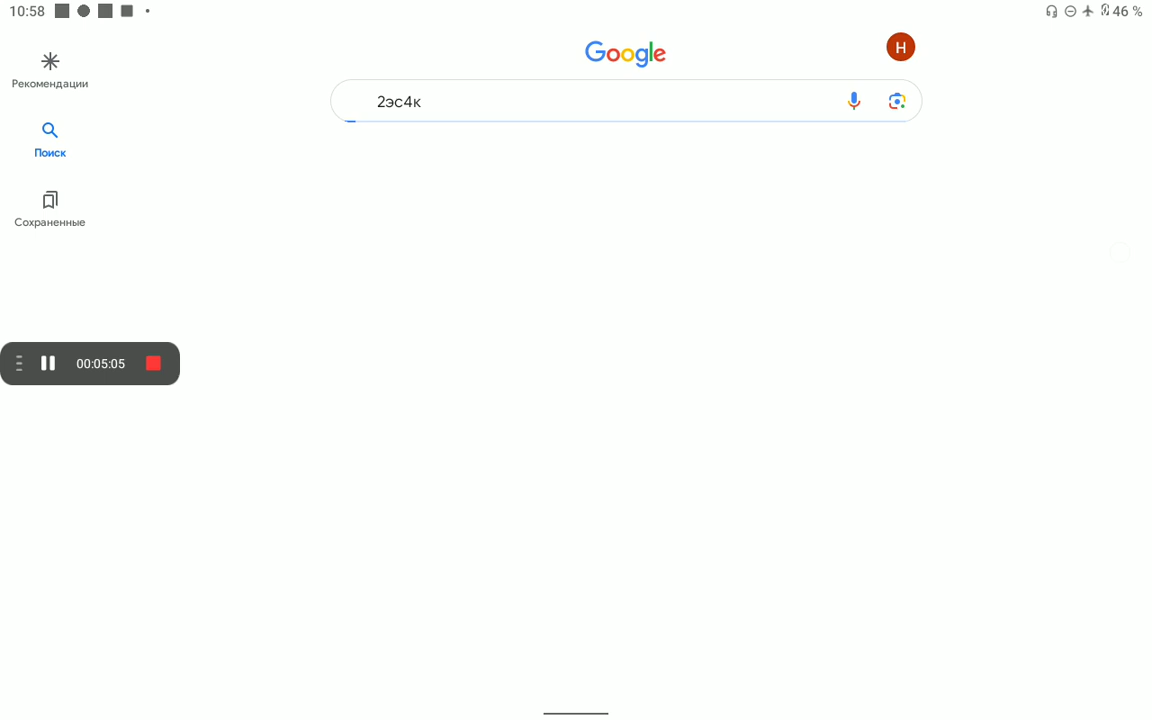 10:58
46 %
Google
H
Рекомендации
2эс4к
Поиск
Сохраненные
00:05:05